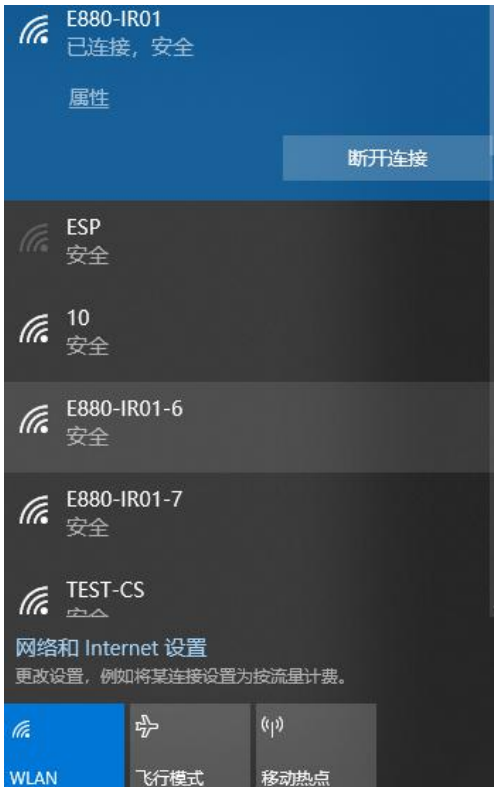 E880-IR01
已连接，安全
属性
断开连接
ESP
安全
10
安全
E880-IR01-6
安全
E880-IR01-7
安全
TEST-CS
安全
网络和 Internet 设置
更改设置，例如将某连接设置为按流量计费。
WLAN
飞行模式
移动热点